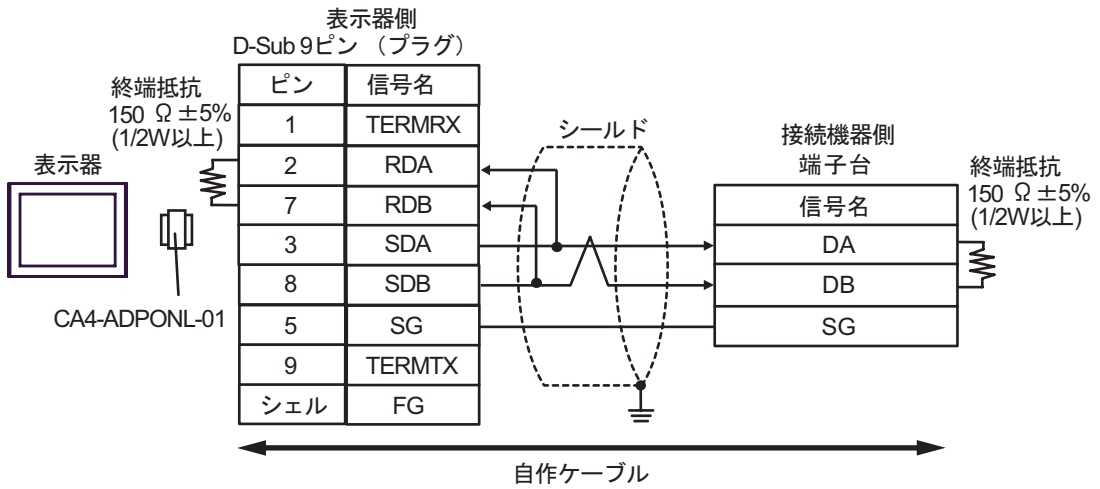 表示器側
D-Sub 9ピン （プラグ）
終端抵抗
150 Ω ±5%
(1/2W以上)
表示器
CA4-ADPONL-01
ピン 信号名
1 TERMRX
2 RDA
7 RDB
3 SDA
8 SDB
5 SG
9 TERMTX
シェル FG
シールド
接続機器側
端子台
信号名
DA
DB
SG
終端抵抗
150 Ω ±5%
(1/2W以上)
自作ケーブル